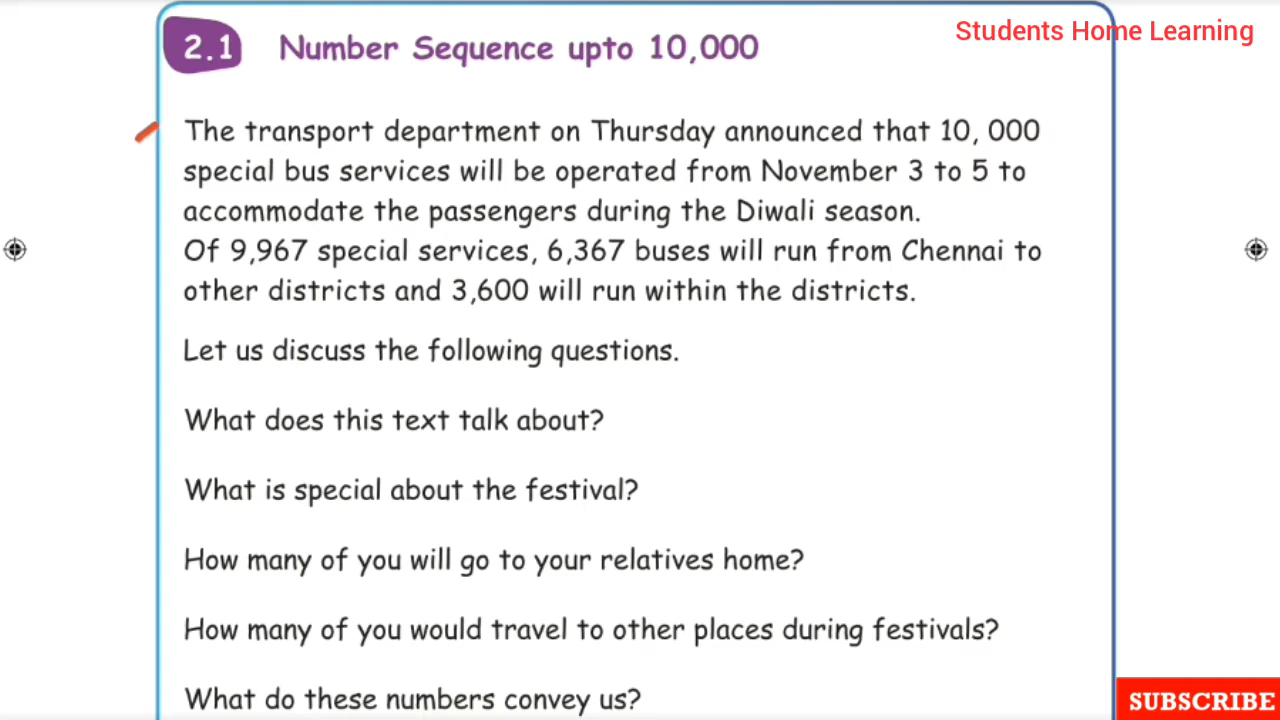 Students Home Learning
2.1 Number Sequence upto 10,000
The transport department on Thursday announced that 10, 000
special bus services will be operated from November 3 to 5 to
accommodate the passengers during the Diwali season.
Of 9,967 special services, 6,367 buses will run from Chennai to
other districts and 3,600 will run within the districts.
Let us discuss the following questions.
What does this text talk about?
What is special about the festival?
How many of you will go to your relatives home?
How many of you would travel to other places during festivals?
What do these numbers convey us?
SUBSCRIBE